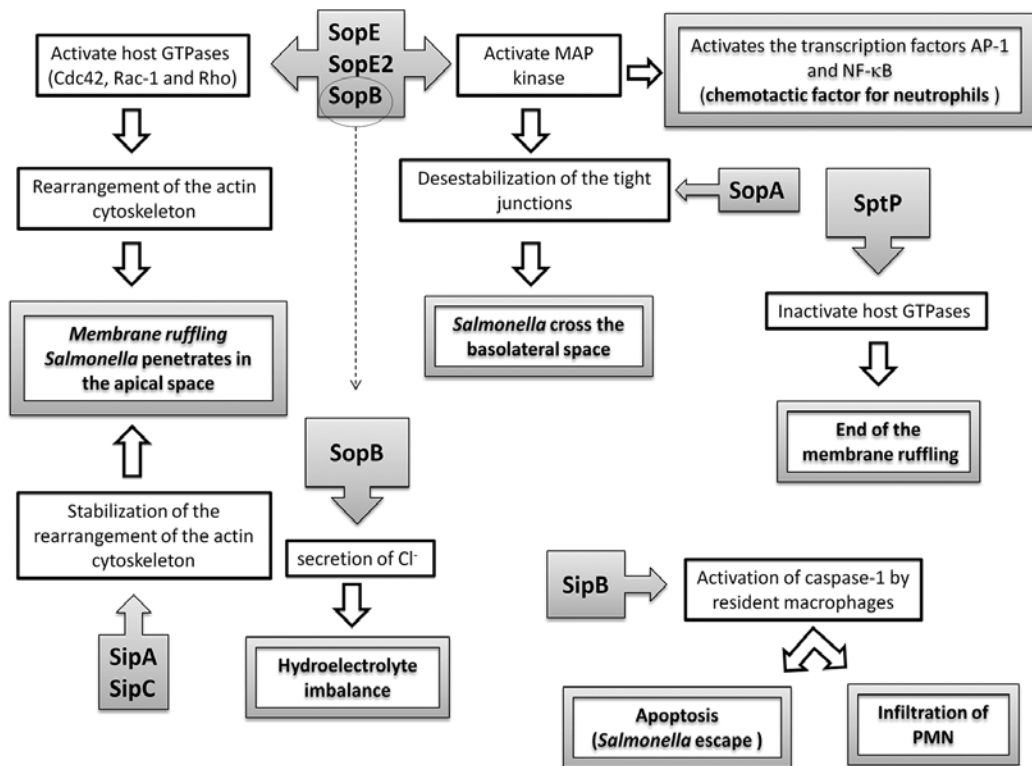 Activate host GTPases
(Cdc42, Rac-1 and Rho)
SopE
SopE2
SopB
Activate MAP
kinase
Activates the transcription factors AP-1
and NF-κB
(chemotactic factor for neutrophils )
Rearrangement of the actin
cytoskeleton
Desestabilization of the tight
junctions
SopA
SptP
Membrane ruffling
Salmonella penetrates in
the apical space
Salmonella cross the
basolateral space
Inactivate host GTPases
End of the
membrane ruffling
SopB
Stabilization of the
rearrangement of the actin
cytoskeleton
secretion of Cl⁻
SipB
Activation of caspase-1 by
resident macrophages
SipA
SipC
Hydroelectrolyte
imbalance
Apoptosis
(Salmonella escape )
Infiltration of
PMN